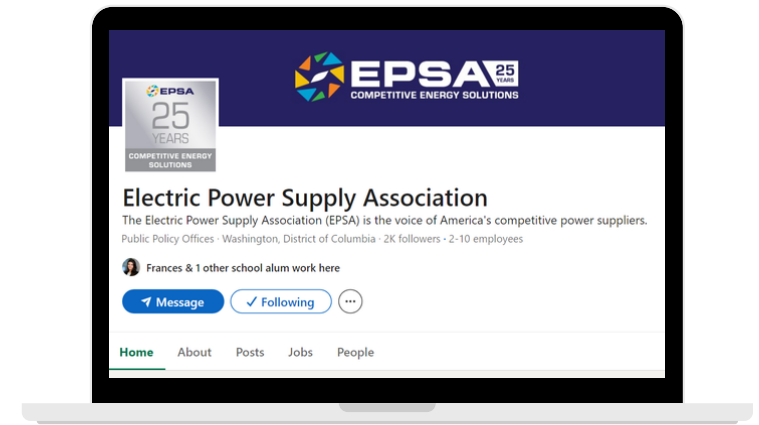 EPSA 25
YEARS
COMPETITIVE ENERGY SOLUTIONS
EPSA
25
YEARS
COMPETITIVE ENERGY
SOLUTIONS
Electric Power Supply Association
The Electric Power Supply Association (EPSA) is the voice of America's competitive power suppliers.
Public Policy Offices · Washington, District of Columbia · 2K followers · 2-10 employees
Frances & 1 other school alum work here
Message Following
Home About Posts Jobs People